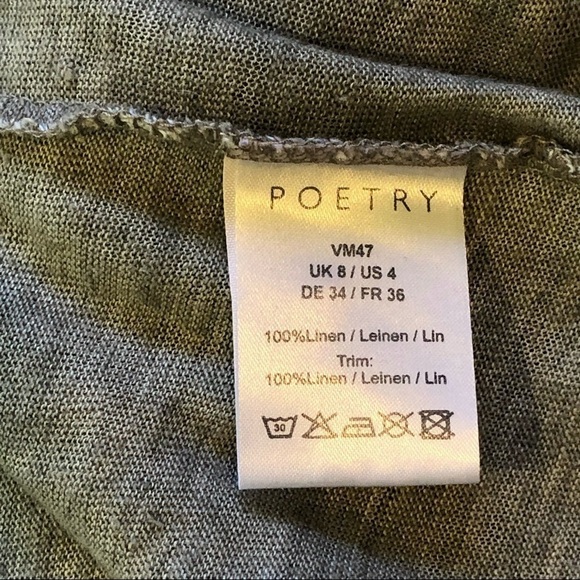 POETRY
VM47
UK 8 / US 4
DE 34 / FR 36
100%Linen / Leinen / Lin
Trim:
100%Linen / Leinen / Lin
30